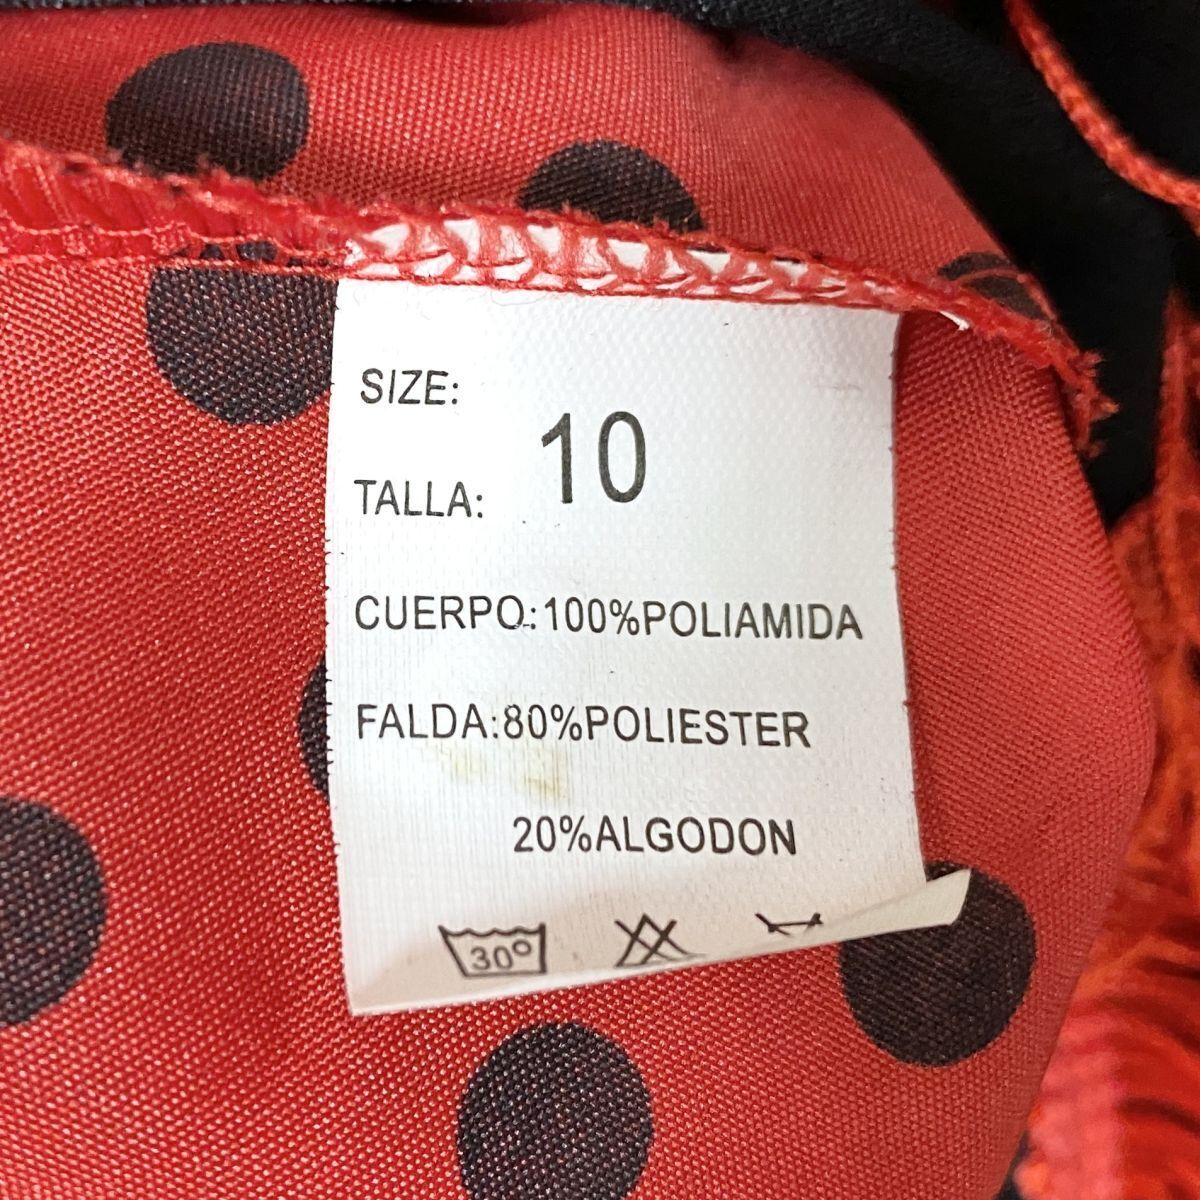 SIZE:
10
TALLA:
CUERPO:100%POLIAMIDA
FALDA:80%POLIESTER
20%ALGODON
30°